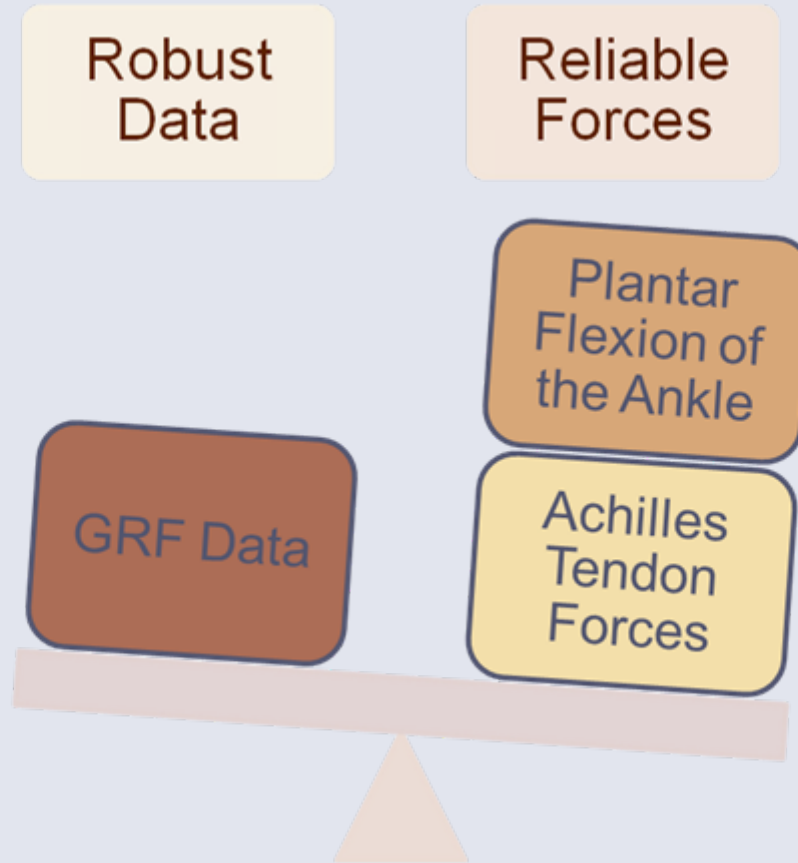 Robust
Data
Reliable
Forces
Plantar
Flexion of
the Ankle
GRF Data
Achilles
Tendon
Forces